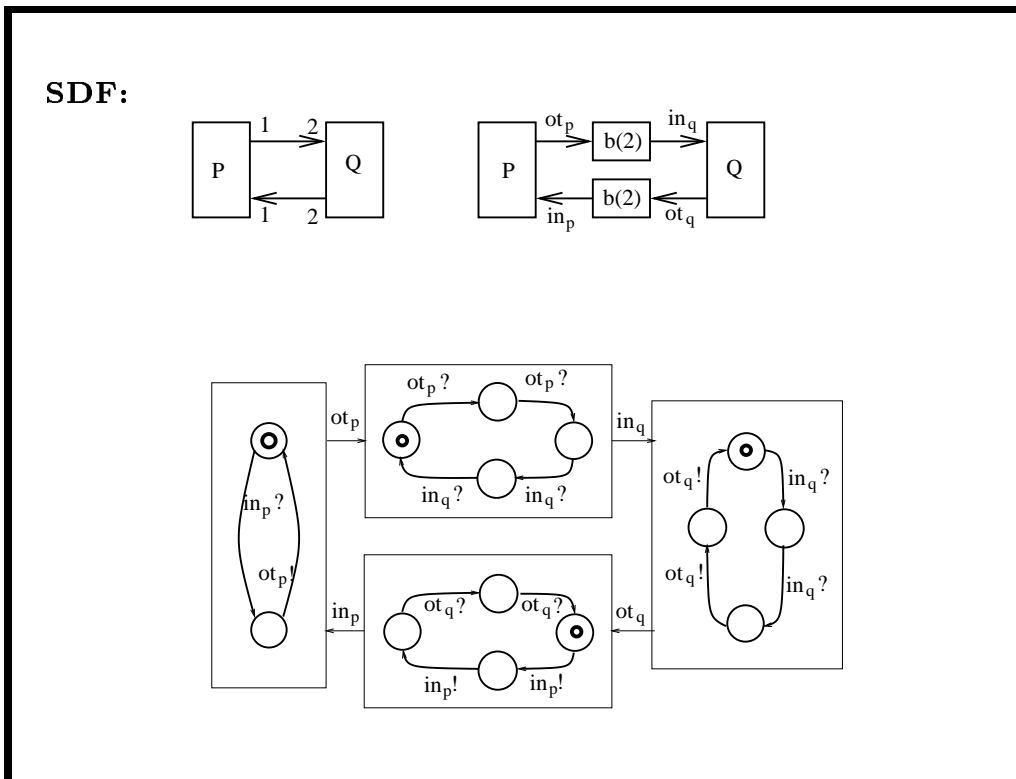 SDF:
1 2
P Q
1 2
ot_p in_q
P b(2) Q
b(2)
in_p ot_q
ot_p? ot_p?
ot_p in_q
in_q? in_q?
in_p?
ot_p!
ot_q! in_q?
ot_q! in_q?
in_p ot_q? ot_q? ot_q
in_p! in_p!